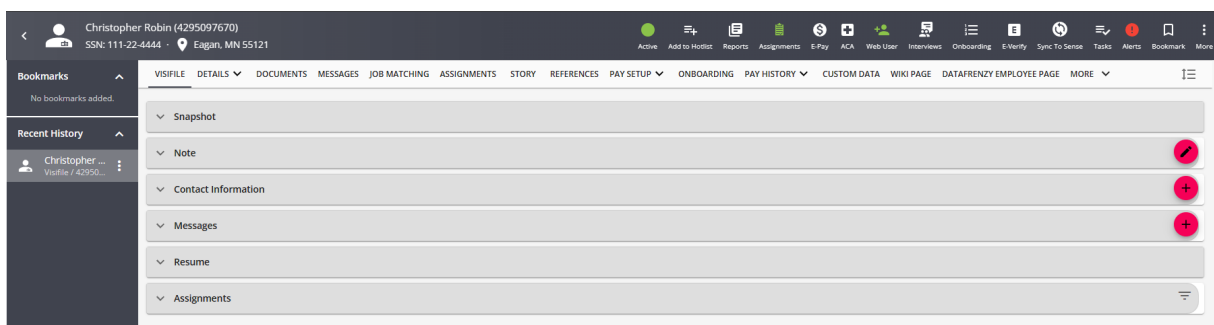 Christopher Robin (4295097670)
SSN: 111-22-4444 · Eagan, MN 55121
Active Add to Hotlist Reports Assignments E-Pay ACA Web User Interviews Onboarding E-Verify Sync To Sense Tasks Alerts Bookmark More
Bookmarks
No bookmarks added.
Recent History
Christopher ...
Visifile / 42950...
VISIFILE DETAILS DOCUMENTS MESSAGES JOB MATCHING ASSIGNMENTS STORY REFERENCES PAY SETUP ONBOARDING PAY HISTORY CUSTOM DATA WIKI PAGE DATAFRENZY EMPLOYEE PAGE MORE
Snapshot
Note
Contact Information
Messages
Resume
Assignments